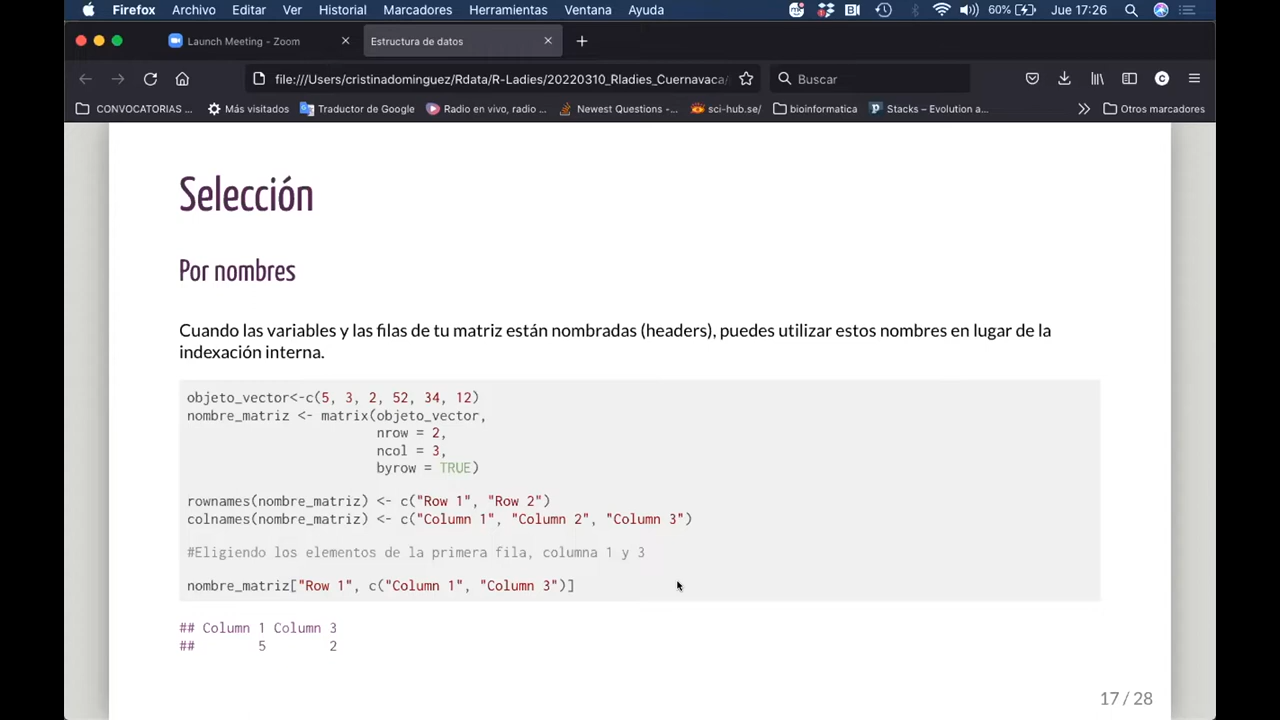 Firefox Archivo Editar Ver Historial Marcadores Herramientas Ventana Ayuda 60% Jue 17:26
Launch Meeting - Zoom
Estructura de datos
file:///Users/cristinadominguez/Rdata/R-Ladies/20220310_Rladies_Cuernavaca/
Buscar
CONVOCATORIAS ... Más visitados Traductor de Google Radio en vivo, radio ... Newest Questions -... sci-hub.se/ bioinformatica Stacks – Evolution a... Otros marcadores
Selección
Por nombres
Cuando las variables y las filas de tu matriz están nombradas (headers), puedes utilizar estos nombres en lugar de la
indexación interna.
objeto_vector<-c(5, 3, 2, 52, 34, 12)
nombre_matriz <- matrix(objeto_vector,
nrow = 2,
ncol = 3,
byrow = TRUE)
rownames(nombre_matriz) <- c("Row 1", "Row 2")
colnames(nombre_matriz) <- c("Column 1", "Column 2", "Column 3")
#Eligiendo los elementos de la primera fila, columna 1 y 3
nombre_matriz["Row 1", c("Column 1", "Column 3")]
## Column 1 Column 3
## 5 2
17 / 28